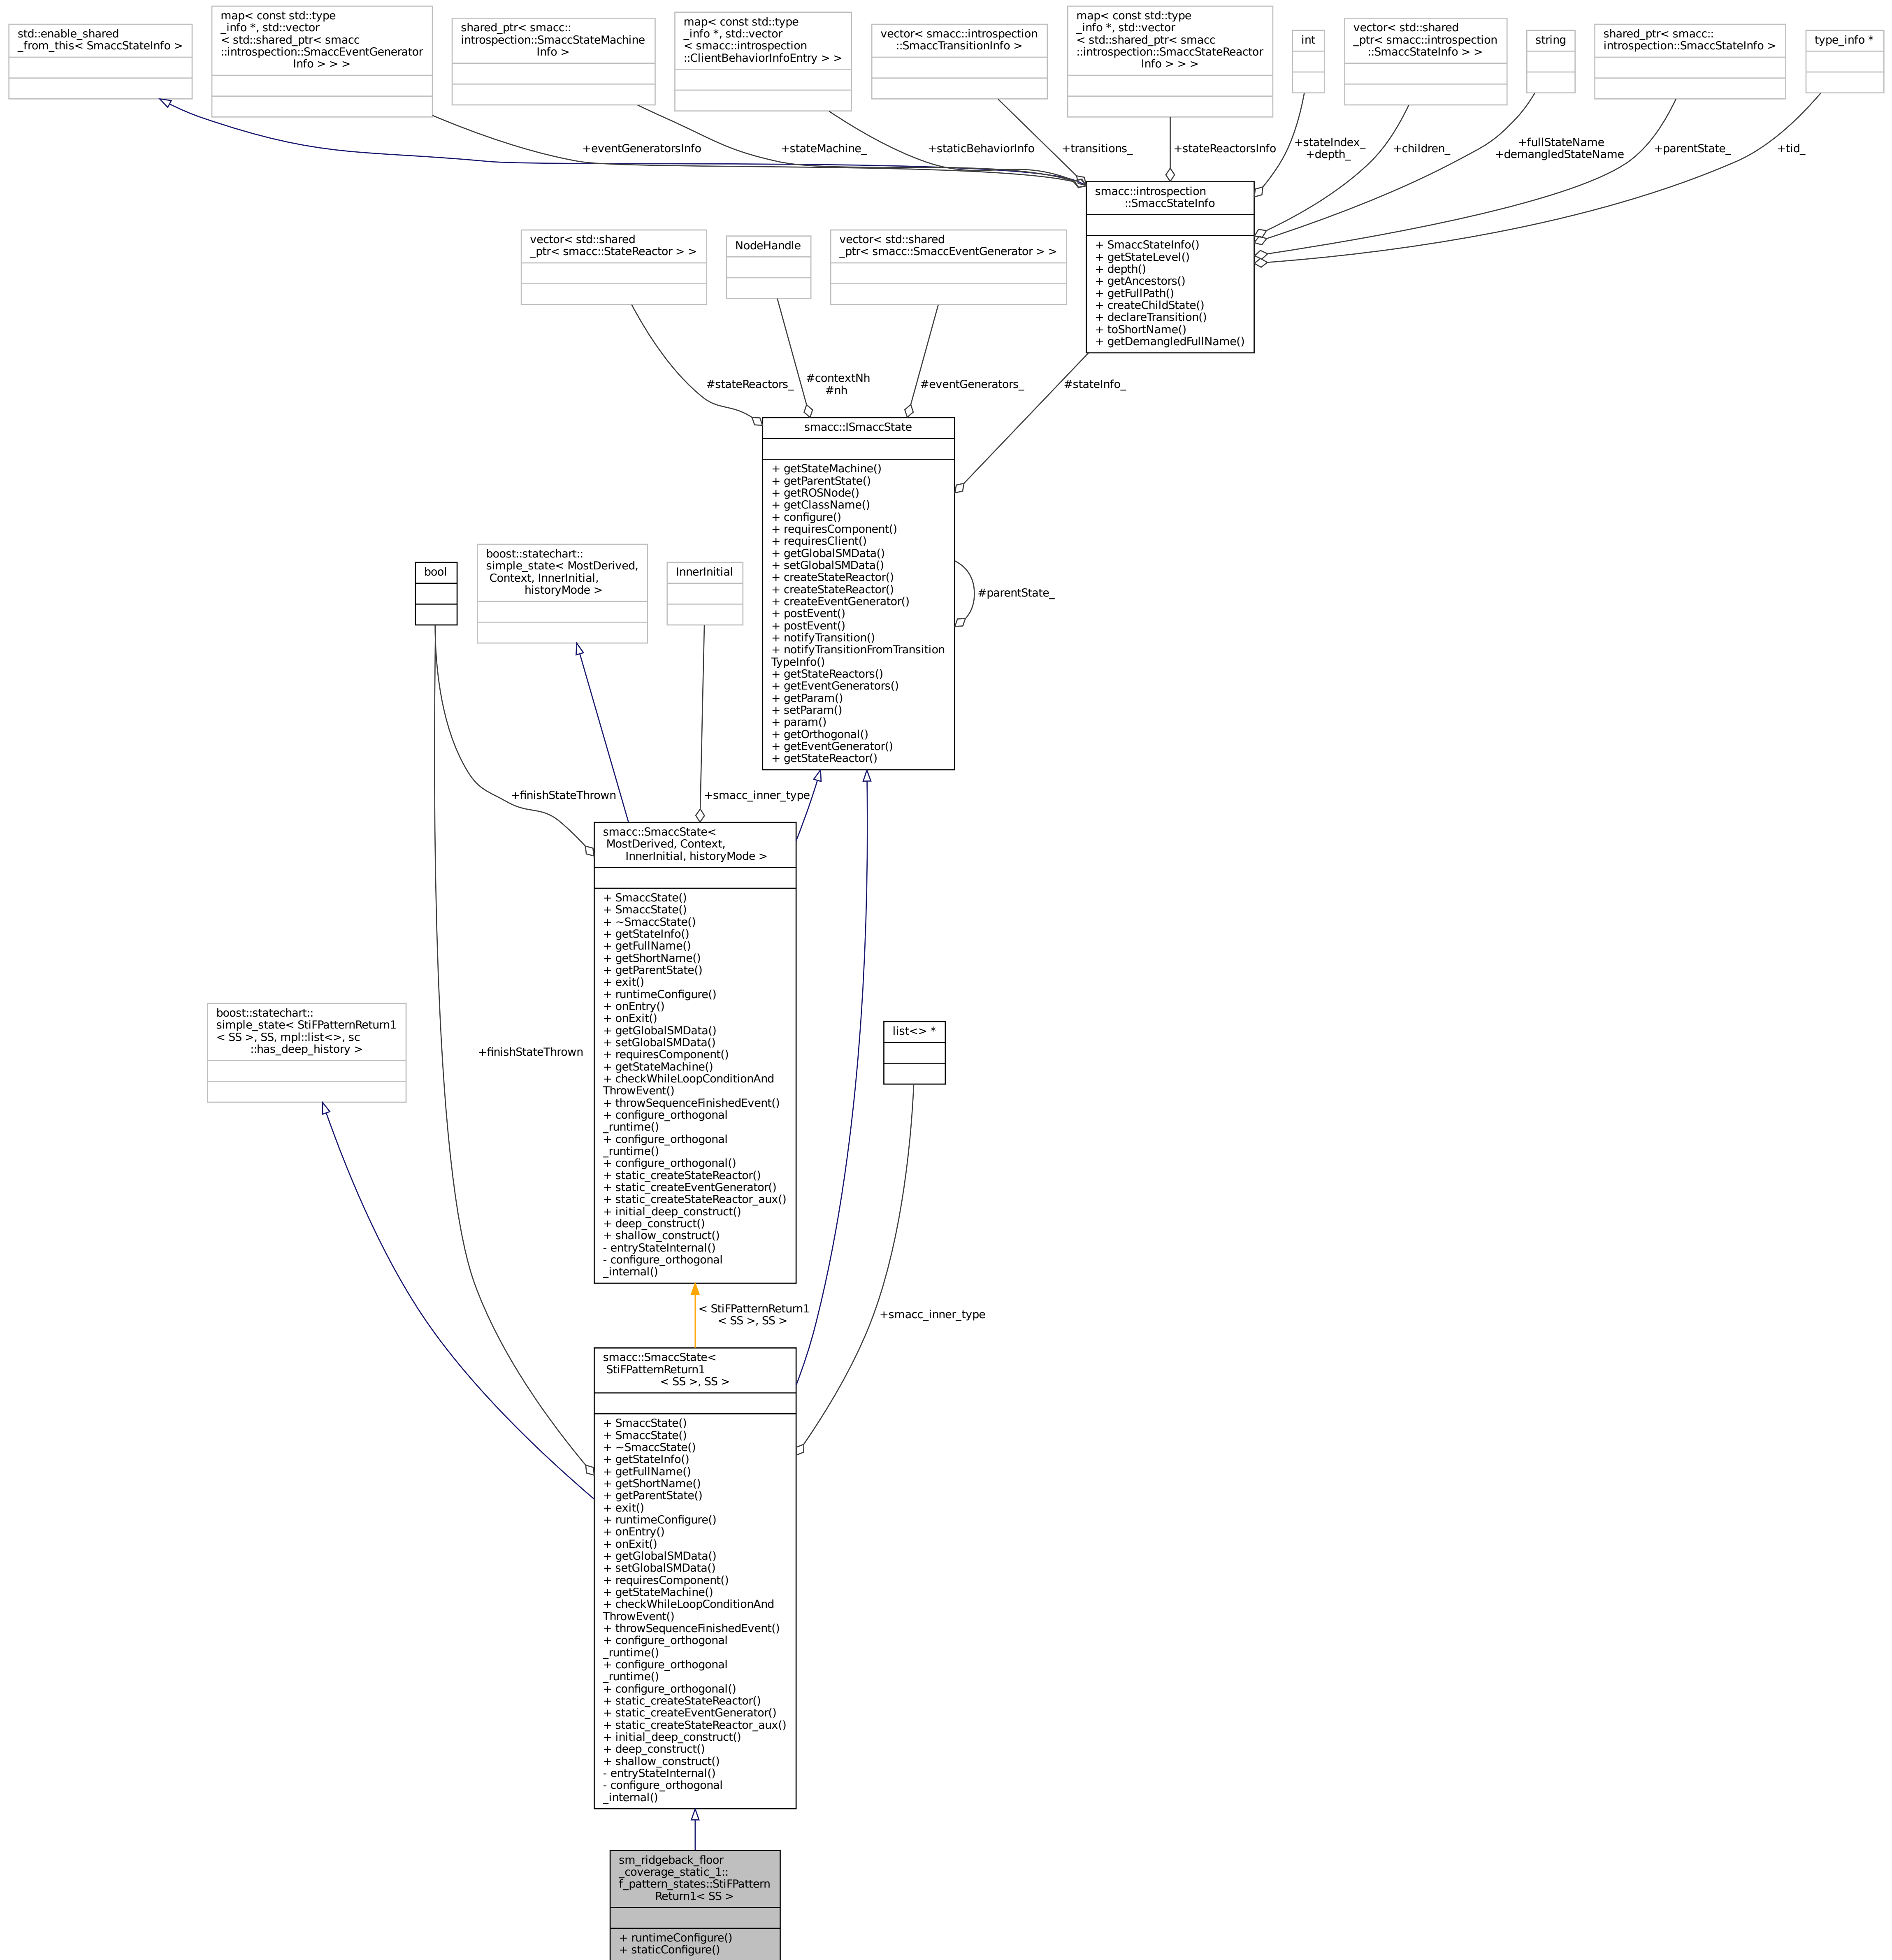 std::enable_shared
_from_this< SmaccStateInfo >
map< const std::type
_info *, std::vector
< std::shared_ptr< smacc
::introspection::SmaccEventGenerator
Info > > >
shared_ptr< smacc::
introspection::SmaccStateMachine
Info >
map< const std::type
_info *, std::vector
< smacc::introspection
::ClientBehaviorInfoEntry > >
vector< smacc::introspection
::SmaccTransitionInfo >
map< const std::type
_info *, std::vector
< std::shared_ptr< smacc
::introspection::SmaccStateReactor
Info > > >
int
vector< std::shared
_ptr< smacc::introspection
::SmaccStateInfo > >
string
shared_ptr< smacc::
introspection::SmaccStateInfo >
type_info *
+eventGeneratorsInfo
+stateMachine_
+staticBehaviorInfo
+transitions_
+stateReactorsInfo
+stateIndex_
+depth_
+children_
+fullStateName
+demangledStateName
+parentState_
+tid_
smacc::introspection
::SmaccStateInfo
+ SmaccStateInfo()
+ getStateLevel()
+ depth()
+ getAncestors()
+ getFullPath()
+ createChildState()
+ declareTransition()
+ toShortName()
+ getDemangledFullName()
vector< std::shared
_ptr< smacc::StateReactor > >
NodeHandle
vector< std::shared
_ptr< smacc::SmaccEventGenerator > >
#stateReactors_
#contextNh
#nh
#eventGenerators_
#stateInfo_
smacc::ISmaccState
+ getStateMachine()
+ getParentState()
+ getROSNode()
+ getClassName()
+ configure()
+ requiresComponent()
+ requiresClient()
+ getGlobalSMData()
+ setGlobalSMData()
+ createStateReactor()
+ createStateReactor()
+ createEventGenerator()
+ postEvent()
+ postEvent()
+ notifyTransition()
+ notifyTransitionFromTransition
TypeInfo()
+ getStateReactors()
+ getEventGenerators()
+ getParam()
+ setParam()
+ param()
+ getOrthogonal()
+ getEventGenerator()
+ getStateReactor()
#parentState_
bool
boost::statechart::
simple_state< MostDerived,
Context, InnerInitial,
historyMode >
InnerInitial
+finishStateThrown
+smacc_inner_type
smacc::SmaccState<
MostDerived, Context,
InnerInitial, historyMode >
+ SmaccState()
+ SmaccState()
+ ~SmaccState()
+ getStateInfo()
+ getFullName()
+ getShortName()
+ getParentState()
+ exit()
+ runtimeConfigure()
+ onEntry()
+ onExit()
+ getGlobalSMData()
+ setGlobalSMData()
+ requiresComponent()
+ getStateMachine()
+ checkWhileLoopConditionAnd
ThrowEvent()
+ throwSequenceFinishedEvent()
+ configure_orthogonal
_runtime()
+ configure_orthogonal
_runtime()
+ configure_orthogonal()
+ static_createStateReactor()
+ static_createEventGenerator()
+ static_createStateReactor_aux()
+ initial_deep_construct()
+ deep_construct()
+ shallow_construct()
- entryStateInternal()
- configure_orthogonal
_internal()
boost::statechart::
simple_state< StiFPatternReturn1
< SS >, SS, mpl::list<>, sc
::has_deep_history >
+finishStateThrown
list<> *
< StiFPatternReturn1
< SS >, SS >
+smacc_inner_type
smacc::SmaccState<
StiFPatternReturn1
< SS >, SS >
+ SmaccState()
+ SmaccState()
+ ~SmaccState()
+ getStateInfo()
+ getFullName()
+ getShortName()
+ getParentState()
+ exit()
+ runtimeConfigure()
+ onEntry()
+ onExit()
+ getGlobalSMData()
+ setGlobalSMData()
+ requiresComponent()
+ getStateMachine()
+ checkWhileLoopConditionAnd
ThrowEvent()
+ throwSequenceFinishedEvent()
+ configure_orthogonal
_runtime()
+ configure_orthogonal
_runtime()
+ configure_orthogonal()
+ static_createStateReactor()
+ static_createEventGenerator()
+ static_createStateReactor_aux()
+ initial_deep_construct()
+ deep_construct()
+ shallow_construct()
- entryStateInternal()
- configure_orthogonal
_internal()
sm_ridgeback_floor
_coverage_static_1::
f_pattern_states::StiFPattern
Return1< SS >
+ runtimeConfigure()
+ staticConfigure()